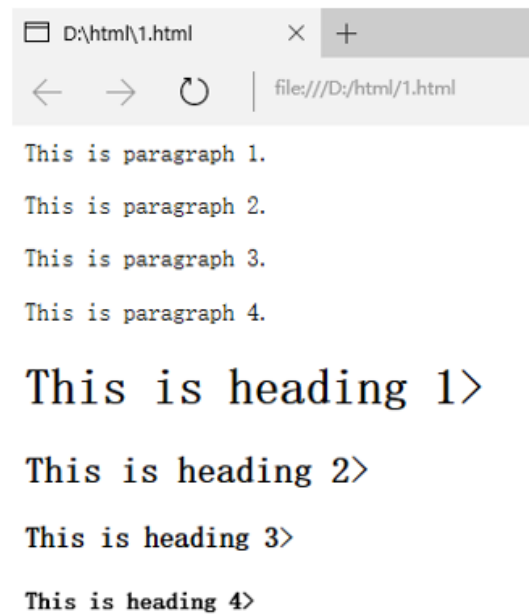 D:\html\1.html
file:///D:/html/1.html
This is paragraph 1.
This is paragraph 2.
This is paragraph 3.
This is paragraph 4.
This is heading 1>
This is heading 2>
This is heading 3>
This is heading 4>